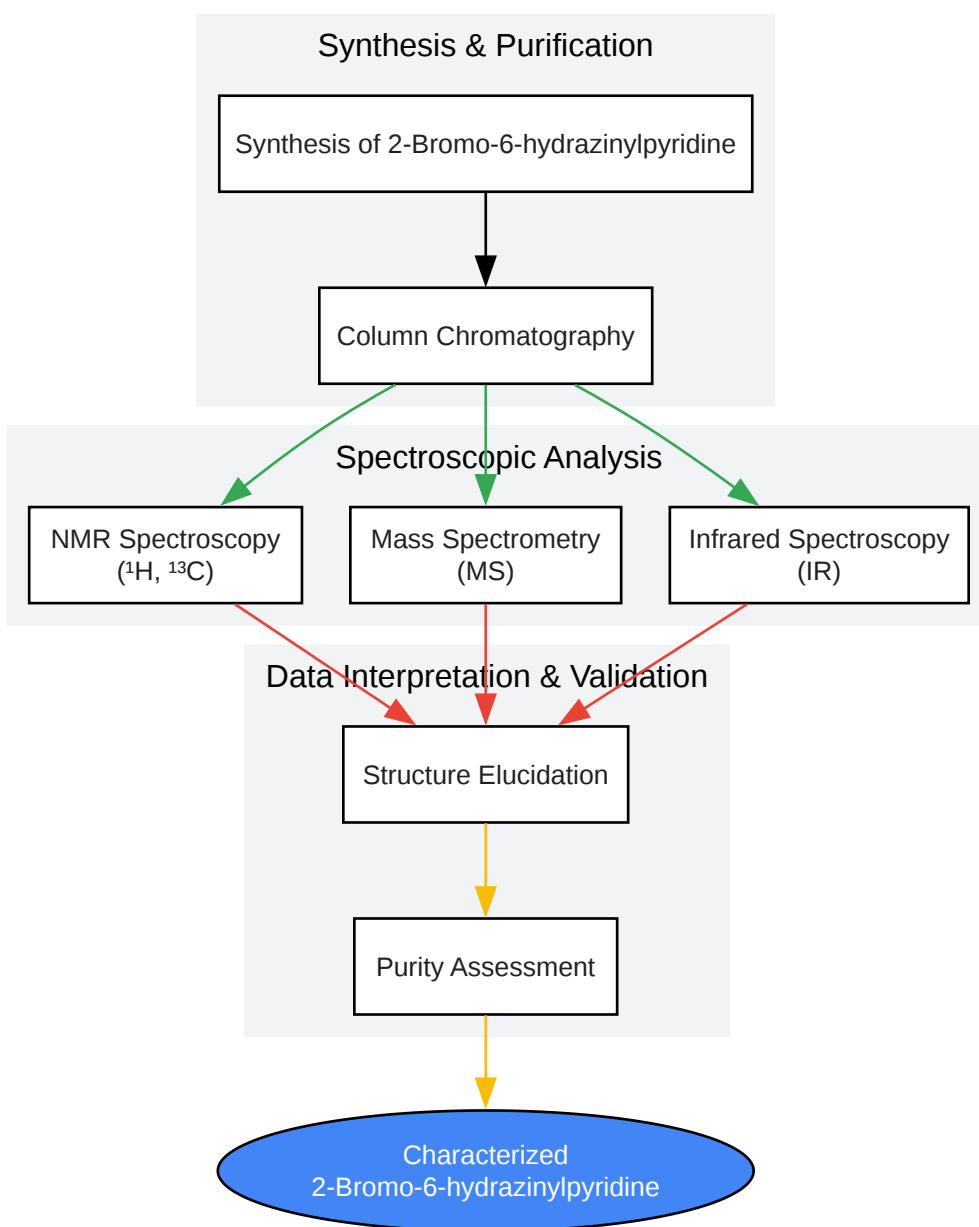 Synthesis & Purification
Synthesis of 2-Bromo-6-hydrazinylpyridine
Column Chromatography
Spectroscopic Analysis
NMR Spectroscopy
(¹H, ¹³C)
Mass Spectrometry
(MS)
Infrared Spectroscopy
(IR)
Data Interpretation & Validation
Structure Elucidation
Purity Assessment
Characterized
2-Bromo-6-hydrazinylpyridine